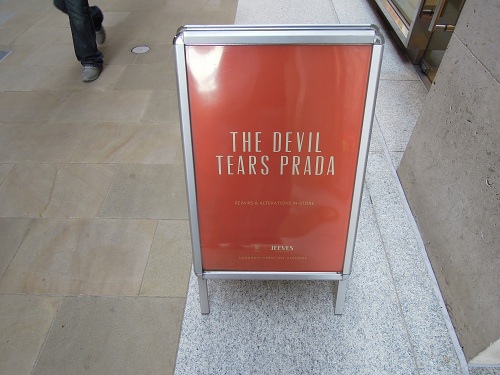 THE DEVIL
TEARS PRADA
REPAIRS & ALTERATIONS IN-STORE
JEEVES